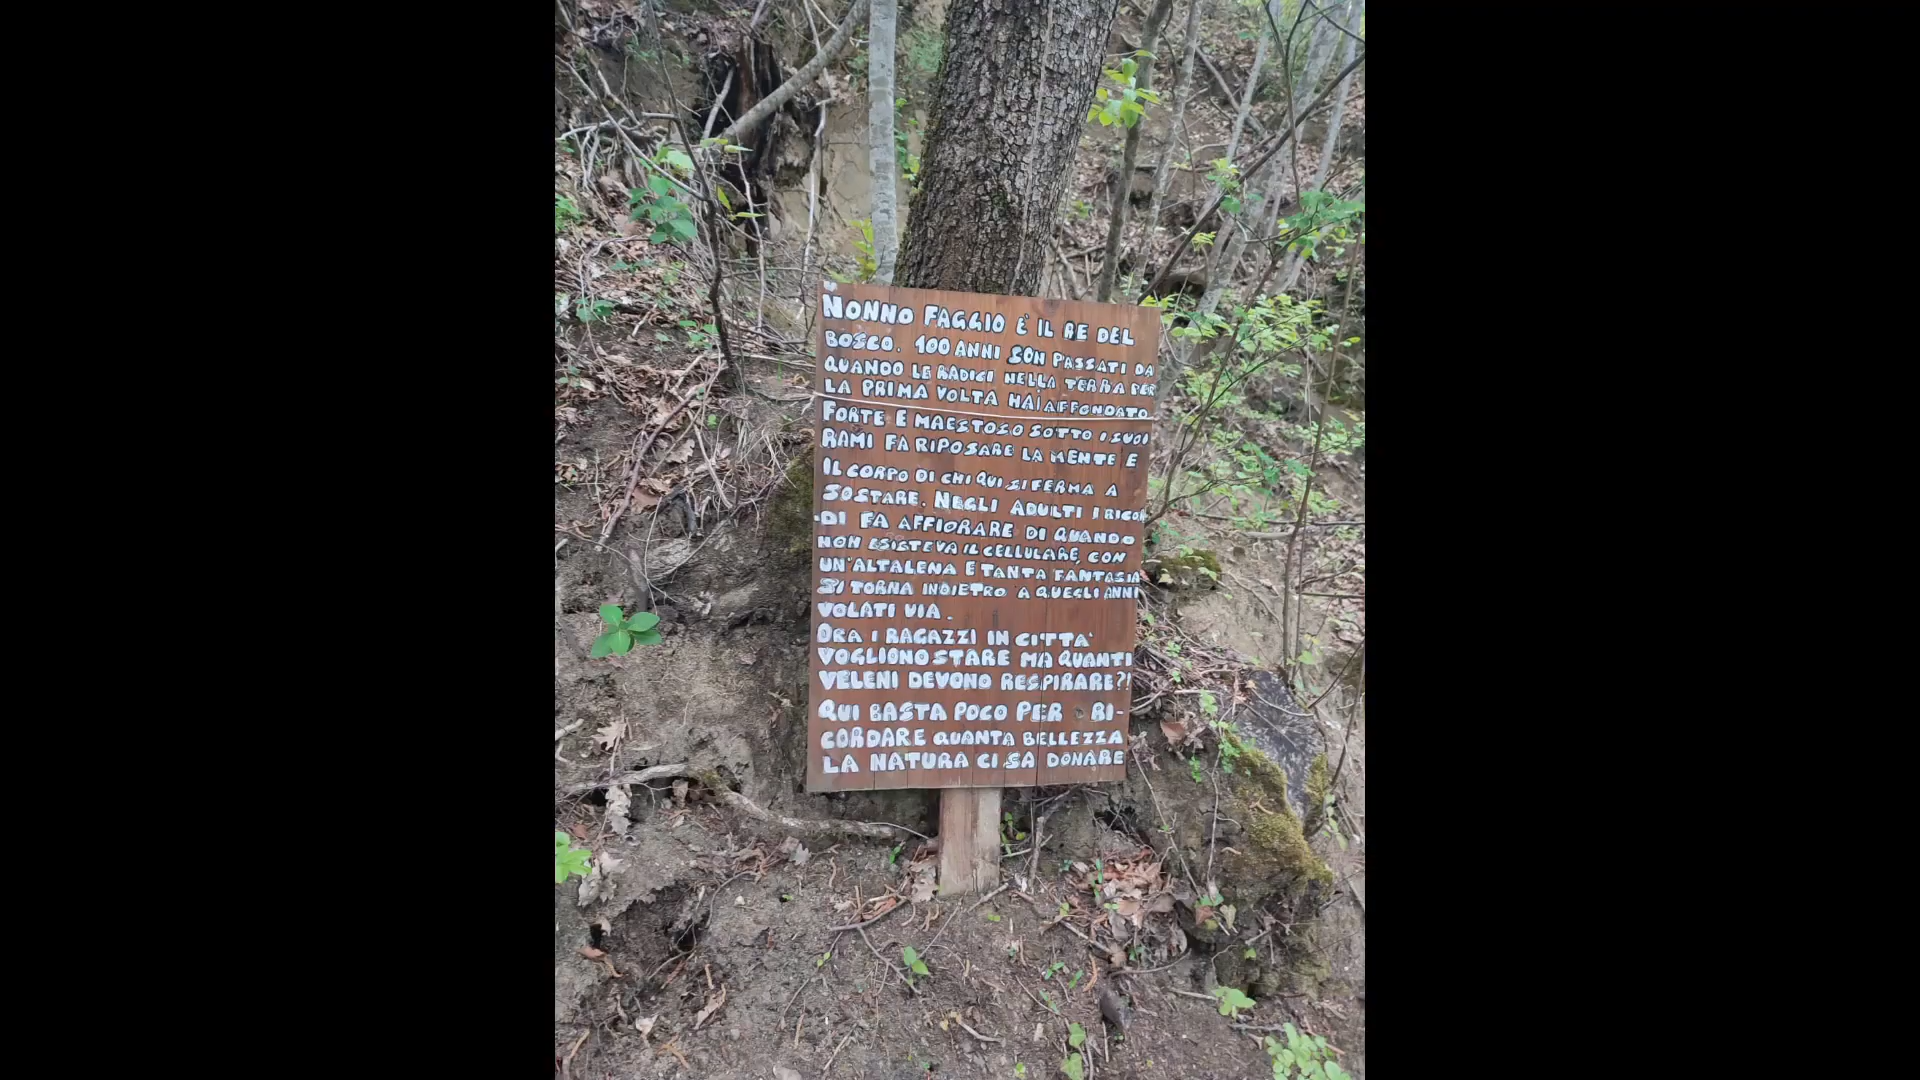 NONNO FAGGIO È IL RE DEL
BOSCO. 100 ANNI SON PASSATI DA
QUANDO LE RADICI NELLA TERRA PER
LA PRIMA VOLTA HAI AFFONDATO
FORTE E MAESTOSO SOTTO I SUOI
RAMI FA RIPOSARE LA MENTE E
IL CORPO DI CHI QUI SI FERMA A
SOSTARE. NEGLI ADULTI I RICOR
-DI FA AFFIORARE DI QUANDO
NON ESISTEVA IL CELLULARE, CON
UN'ALTALENA E TANTA FANTASIA
SI TORNA INDIETRO A QUEGLI ANNI
VOLATI VIA.
ORA I RAGAZZI IN CITTÀ
VOGLIONO STARE MA QUANTI
VELENI DEVONO RESPIRARE?!
QUI BASTA POCO PER RI-
CORDARE QUANTA BELLEZZA
LA NATURA CI SA DONARE